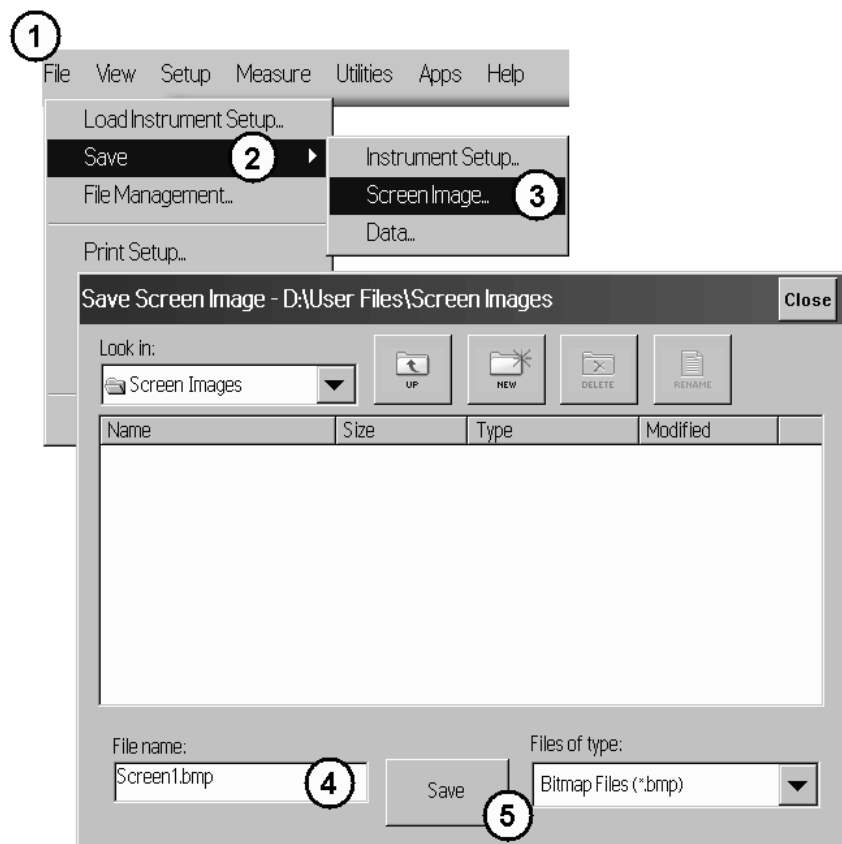 1
File View Setup Measure Utilities Apps Help
Load Instrument Setup...
Save 2
Instrument Setup...
File Management...
Screen Image... 3
Data...
Print Setup...
Save Screen Image - D:\User Files\Screen Images Close
Look in:
Screen Images
UP
NEW
DELETE
RENAME
Name Size Type Modified
File name:
Screen1.bmp 4
Save 5
Files of type:
Bitmap Files (*.bmp)